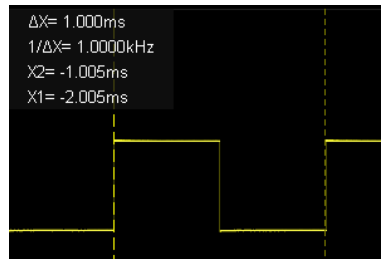 ΔX= 1.000ms
1/ΔX= 1.0000kHz
X2= -1.005ms
X1= -2.005ms